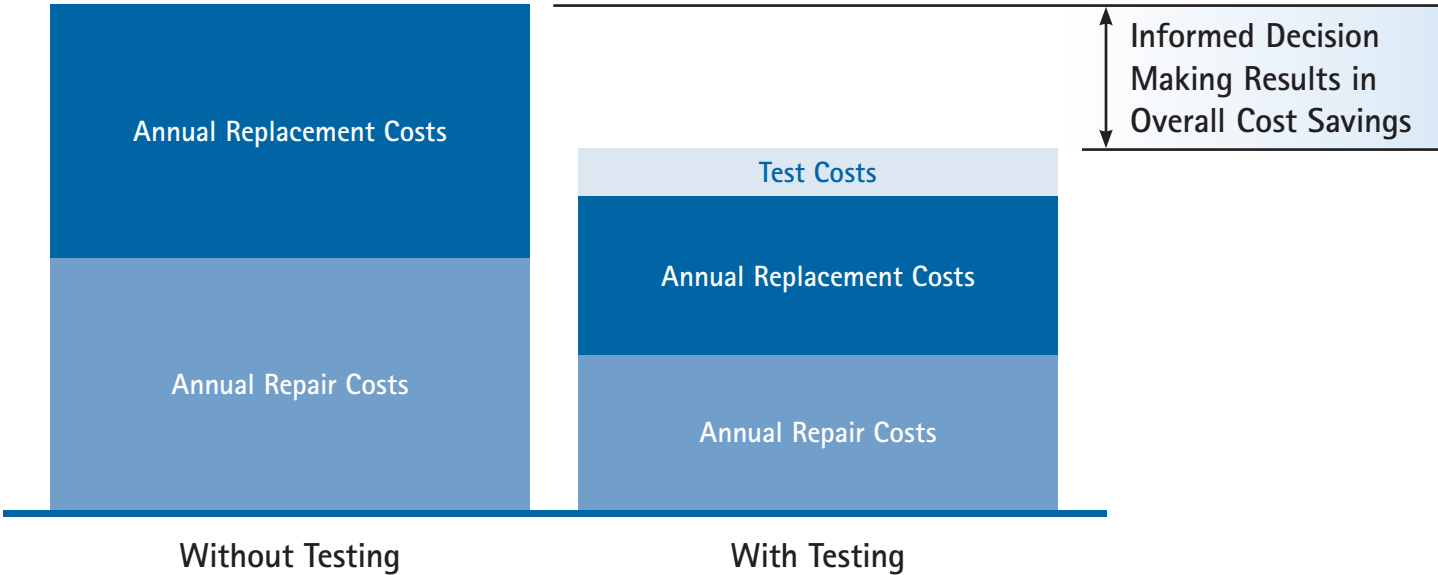 Annual Replacement Costs
Annual Repair Costs
Without Testing
Test Costs
Annual Replacement Costs
Annual Repair Costs
With Testing
Informed Decision
Making Results in
Overall Cost Savings